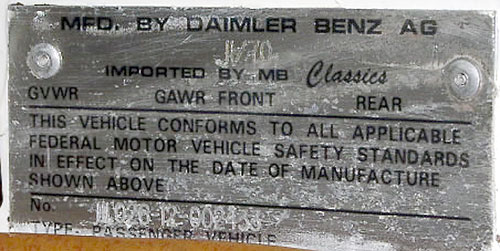 MFD. BY DAIMLER BENZ AG
IMPORTED BY MB Classics
GVWR GAWR FRONT REAR
THIS VEHICLE CONFORMS TO ALL APPLICABLE
FEDERAL MOTOR VEHICLE SAFETY STANDARDS
IN EFFECT ON THE DATE OF MANUFACTURE
SHOWN ABOVE
No.
TYPE- PASSENGER VEHICLE